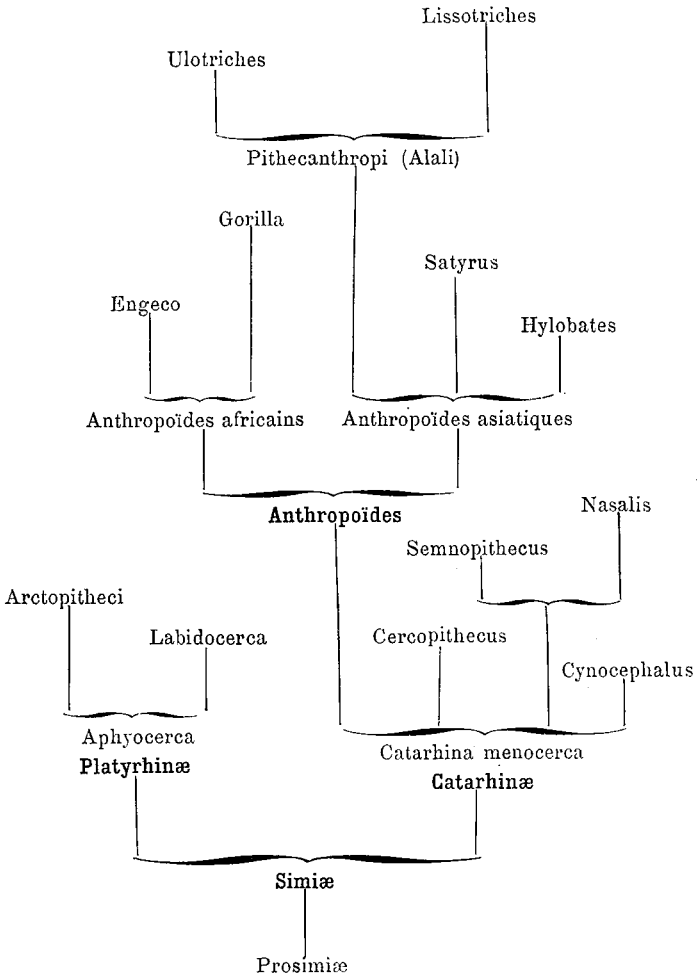 Lissotriches
Ulotriches
Pithecanthropi (Alali)
Gorilla
Satyrus
Engeco
Hylobates
Anthropoïdes africains
Anthropoïdes asiatiques
Nasalis
Anthropoïdes
Semnopithecus
Arctopitheci
Labidocerca
Cercopithecus
Cynocephalus
Aphyocerca
Platyrhinæ
Catarhina menocerca
Catarhinæ
Simiæ
Prosimiæ